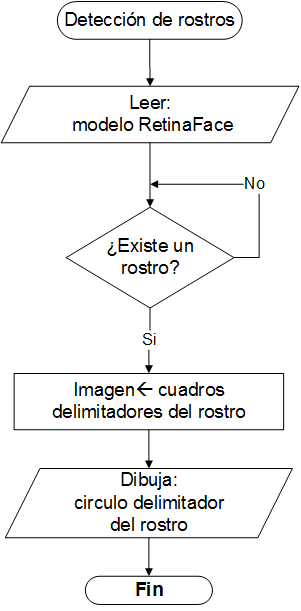 Detección de rostros
Leer:
modelo RetinaFace
No
¿Existe un
rostro?
Si
Imagen← cuadros
delimitadores del rostro
Dibuja:
circulo delimitador
del rostro
Fin